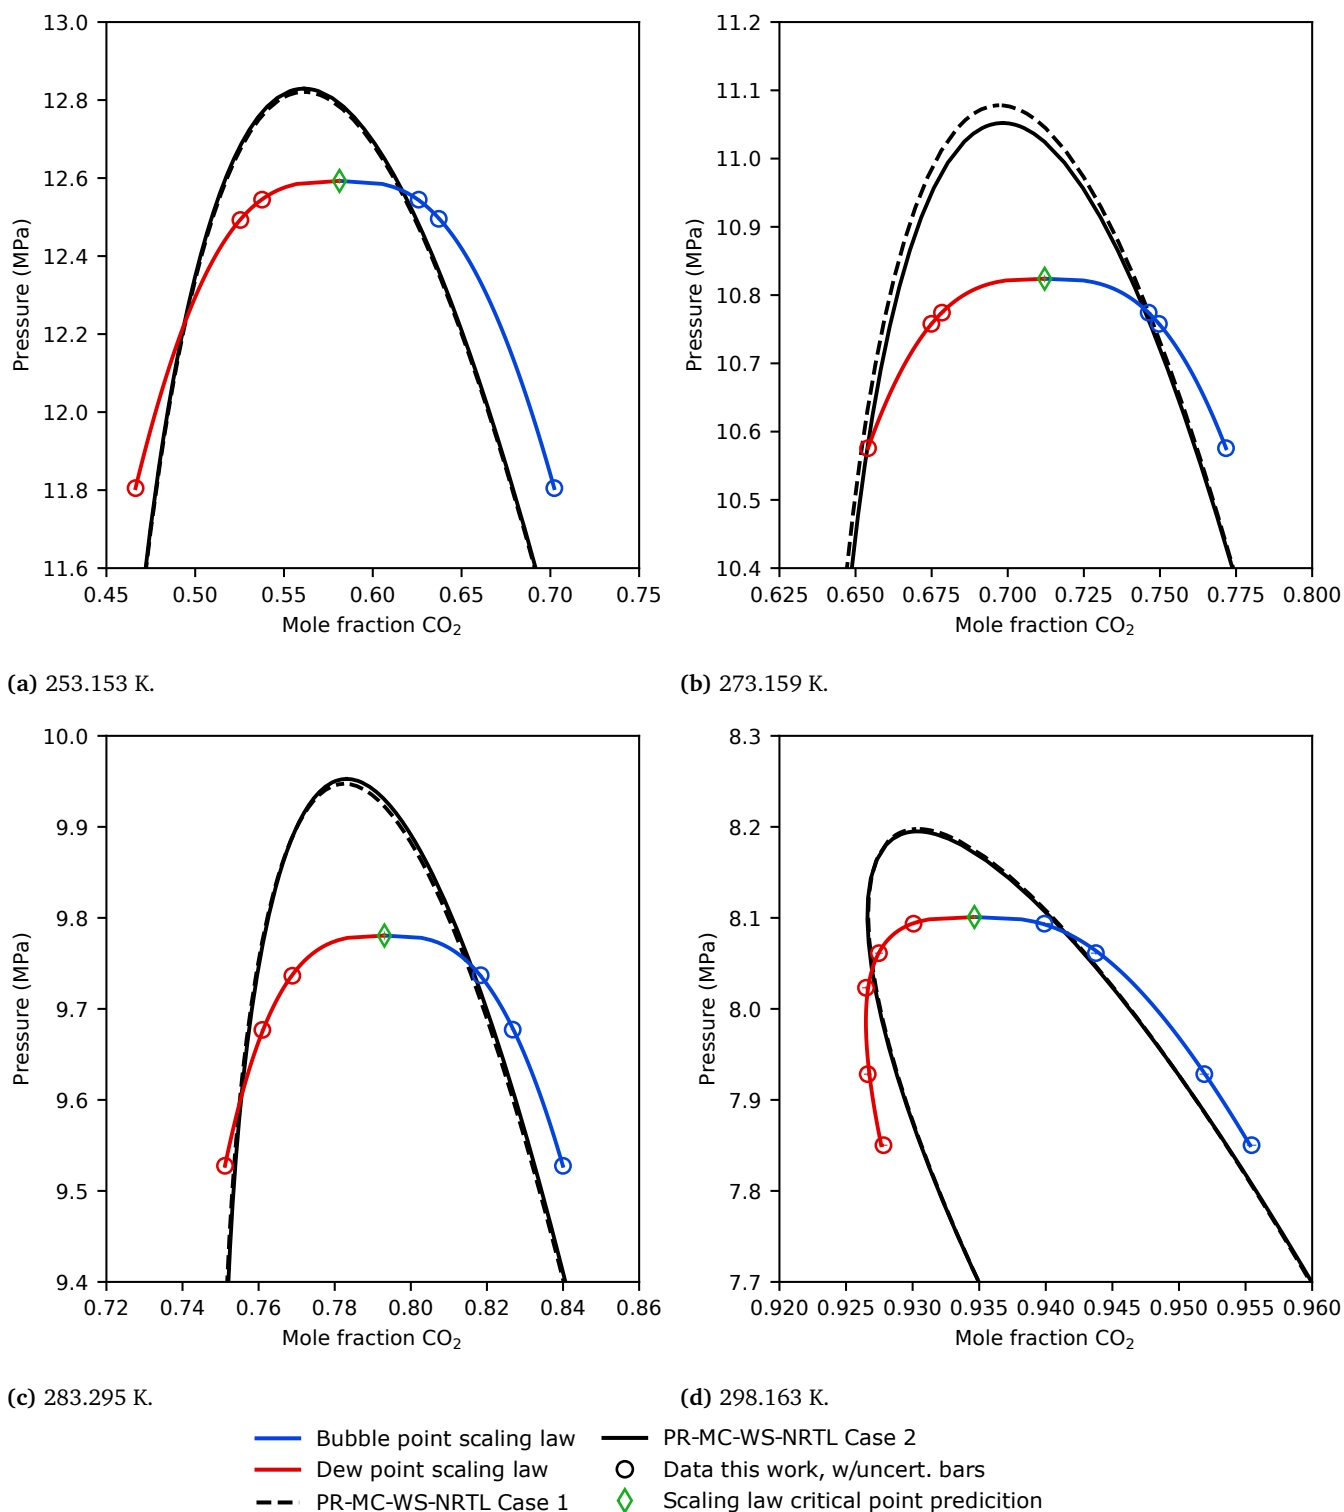 13.0
12.8
12.6
12.4
12.2
12.0
11.8
11.6
Pressure (MPa)
0.45 0.50 0.55 0.60 0.65 0.70 0.75
Mole fraction CO₂
(a) 253.153 K.
11.2
11.1
11.0
10.9
10.8
10.7
10.6
10.5
10.4
Pressure (MPa)
0.625 0.650 0.675 0.700 0.725 0.750 0.775 0.800
Mole fraction CO₂
(b) 273.159 K.
10.0
9.9
9.8
9.7
9.6
9.5
9.4
Pressure (MPa)
0.72 0.74 0.76 0.78 0.80 0.82 0.84 0.86
Mole fraction CO₂
(c) 283.295 K.
8.3
8.2
8.1
8.0
7.9
7.8
7.7
Pressure (MPa)
0.920 0.925 0.930 0.935 0.940 0.945 0.950 0.955 0.960
Mole fraction CO₂
(d) 298.163 K.
Bubble point scaling law
Dew point scaling law
PR-MC-WS-NRTL Case 1
PR-MC-WS-NRTL Case 2
Data this work, w/uncert. bars
Scaling law critical point predicition